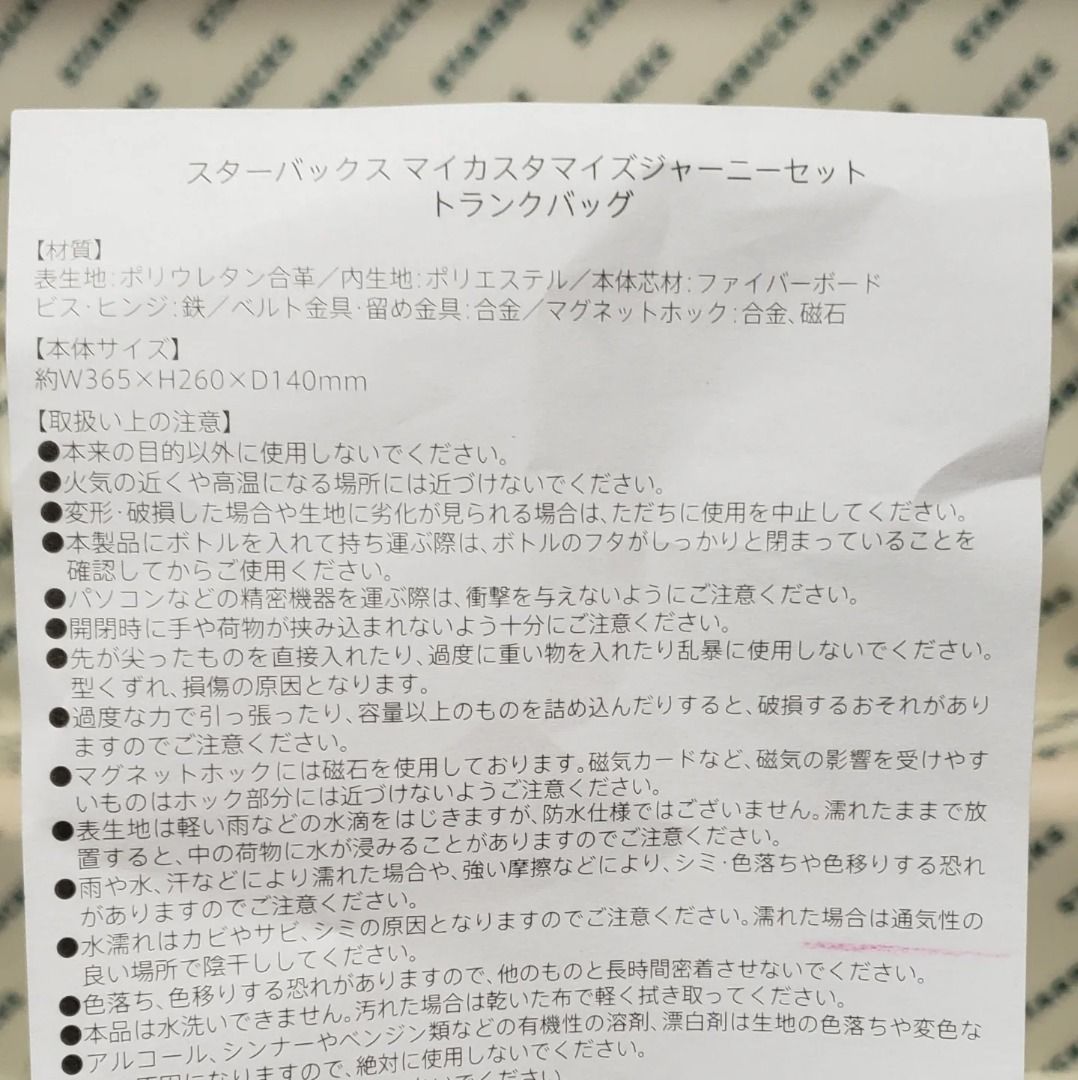 スターバックス マイカスタマイズジャーニーセット
トランクバッグ
【材質】
表生地:ポリウレタン合革／内生地:ポリエステル／本体芯材:ファイバーボード
ビス・ヒンジ:鉄／ベルト金具・留め金具:合金／マグネットホック:合金、磁石
【本体サイズ】
約W365×H260×D140mm
【取扱い上の注意】
●本来の目的以外に使用しないでください。
●火気の近くや高温になる場所には近づけないでください。
●変形・破損した場合や生地に劣化が見られる場合は、ただちに使用を中止してください。
●本製品にボトルを入れて持ち運ぶ際は、ボトルのフタがしっかりと閉まっていることを
確認してからご使用ください。
●パソコンなどの精密機器を運ぶ際は、衝撃を与えないようにご注意ください。
●開閉時に手や荷物が挟み込まれないよう十分にご注意ください。
●先が尖ったものを直接入れたり、過度に重い物を入れたり乱暴に使用しないでください。
型くずれ、損傷の原因となります。
●過度な力で引っ張ったり、容量以上のものを詰め込んだりすると、破損するおそれがあり
ますのでご注意ください。
●マグネットホックには磁石を使用しております。磁気カードなど、磁気の影響を受けやす
いものはホック部分には近づけないようご注意ください。
●表生地は軽い雨などの水滴をはじきますが、防水仕様ではございません。濡れたままで放
置すると、中の荷物に水が浸みることがありますのでご注意ください。
●雨や水、汗などにより濡れた場合や、強い摩擦などにより、シミ・色落ちや色移りする恐れ
がありますのでご注意ください。
●水濡れはカビやサビ、シミの原因となりますのでご注意ください。濡れた場合は通気性の
良い場所で陰干ししてください。
●色落ち、色移りする恐れがありますので、他のものと長時間密着させないでください。
●本品は水洗いできません。汚れた場合は乾いた布で軽く拭き取ってください。
●アルコール、シンナーやベンジン類などの有機性の溶剤、漂白剤は生地の色落ちや変色な
原因になりますので、絶対に使用しないでください。
STARBUCKS
STARBUCKS
STARBUCKS
STARBUCKS